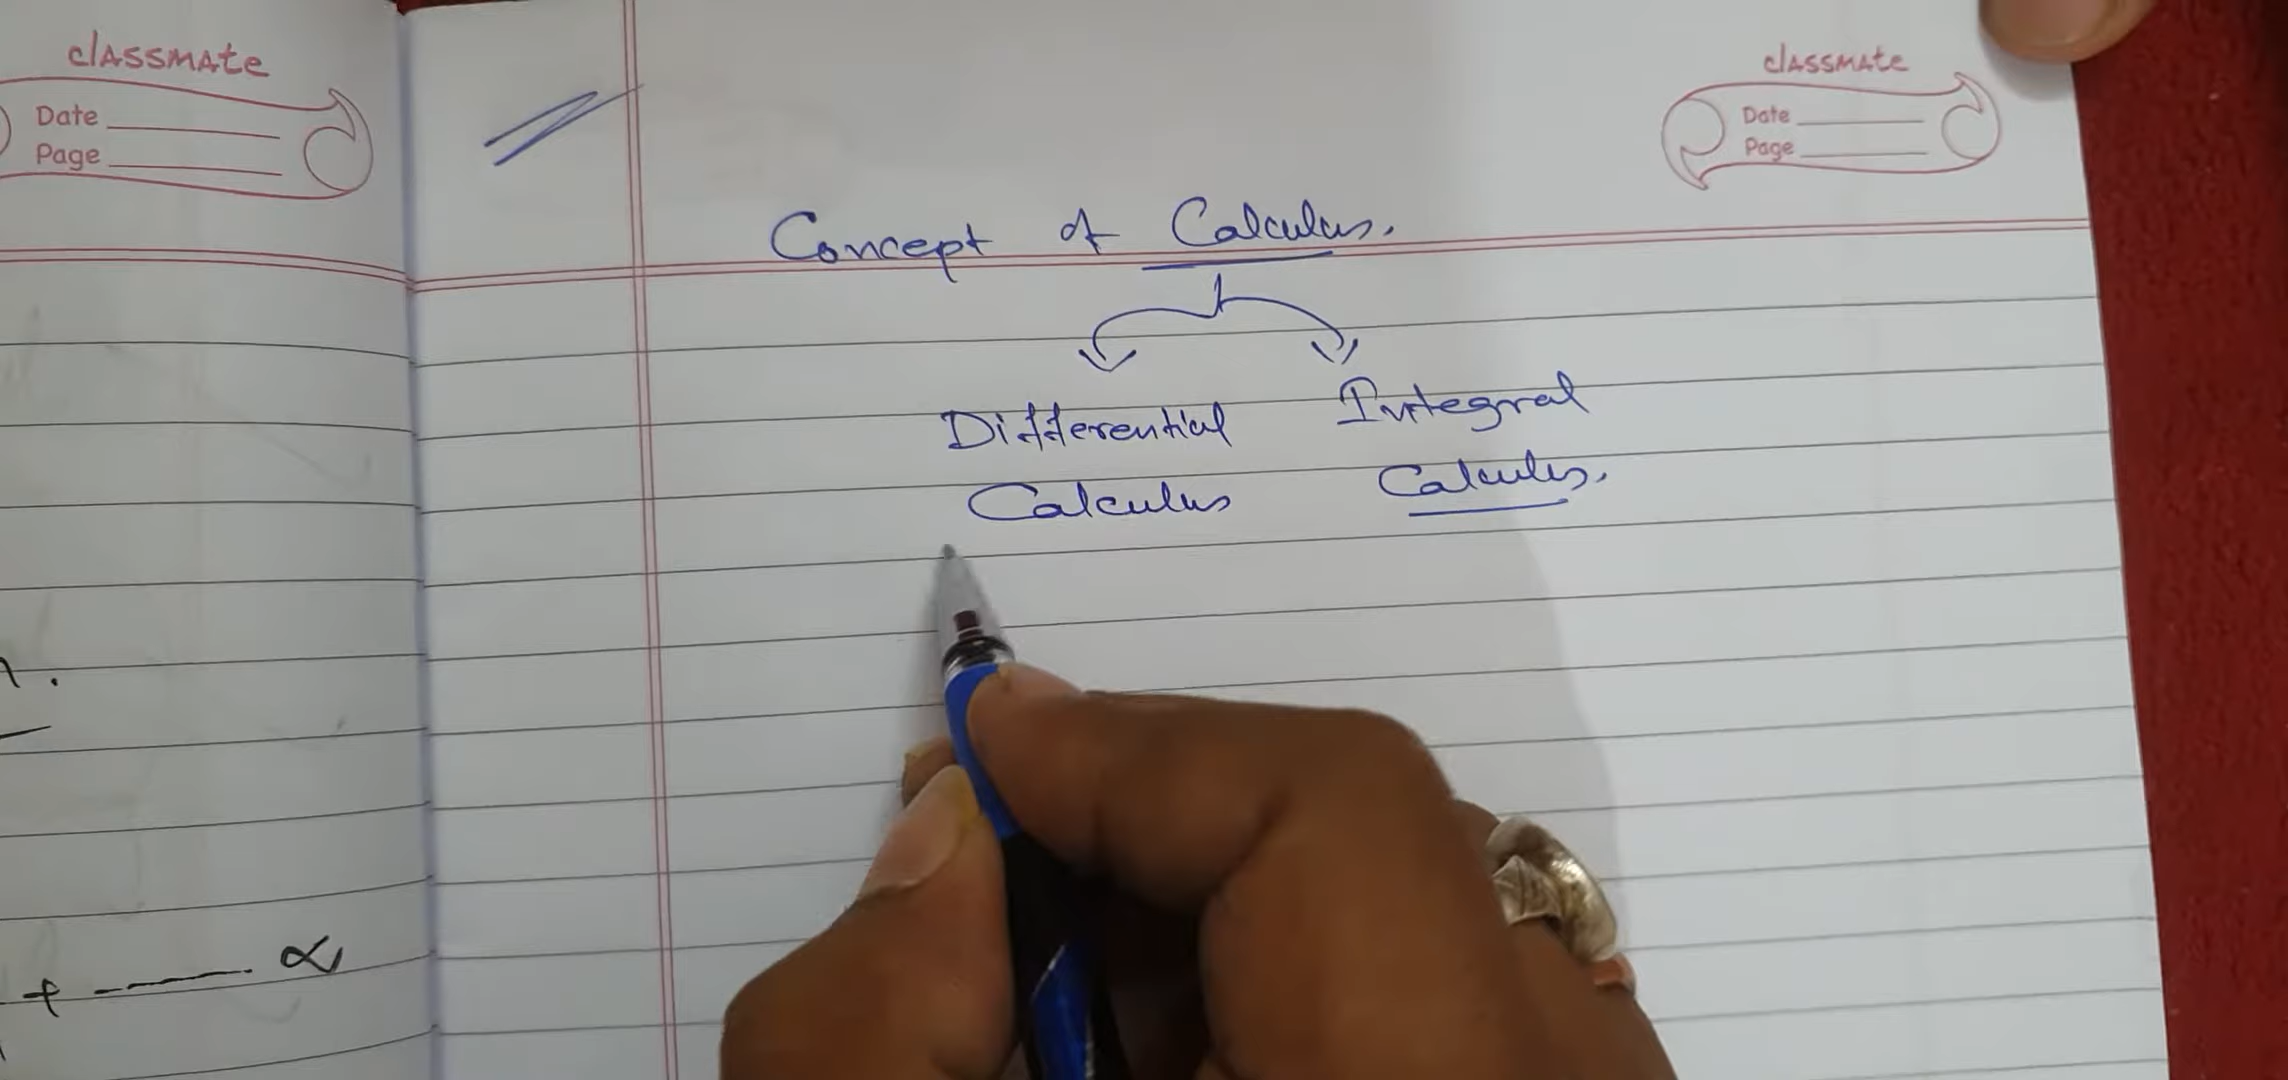 classmate
Date
Page
+ ------ ∝
classmate
Date
Page
Concept of Calculus.
Differential Integral
Calculus Calculus.